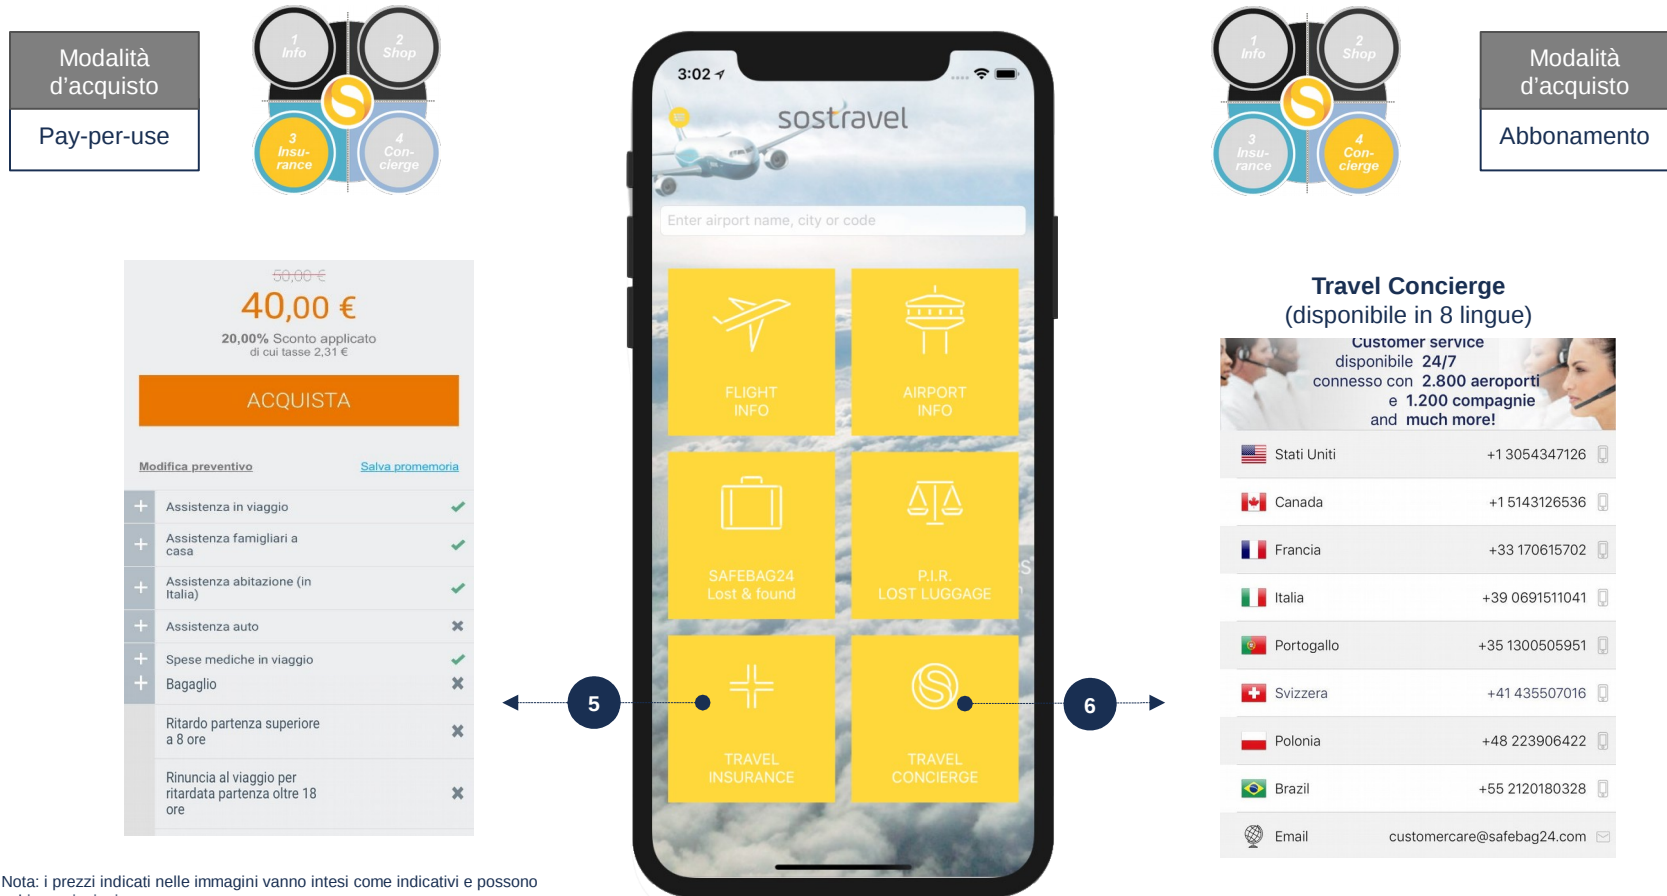 Modalità
d'acquisto
Pay-per-use
1
Info
2
Shop
3
Insu-
rance
4
Con-
cierge
50,00 €
40,00 €
20,00% Sconto applicato
di cui tasse 2,31 €
ACQUISTA
Modifica preventivo
Salva promemoria
Assistenza in viaggio
Assistenza famigliari a
casa
Assistenza abitazione (in
Italia)
Assistenza auto
Spese mediche in viaggio
Bagaglio
Ritardo partenza superiore
a 8 ore
Rinuncia al viaggio per
ritardata partenza oltre 18
ore
Nota: i prezzi indicati nelle immagini vanno intesi come indicativi e possono
5
3:02
sostravel
Enter airport name, city or code
FLIGHT
INFO
AIRPORT
INFO
SAFEBAG24
Lost & found
P.I.R.
LOST LUGGAGE
TRAVEL
INSURANCE
TRAVEL
CONCIERGE
6
1
Info
2
Shop
3
Insu-
rance
4
Con-
cierge
Modalità
d'acquisto
Abbonamento
Travel Concierge
(disponibile in 8 lingue)
Customer service
disponibile 24/7
connesso con 2.800 aeroporti
e 1.200 compagnie
and much more!
Stati Uniti +1 3054347126
Canada +1 5143126536
Francia +33 170615702
Italia +39 0691511041
Portogallo +35 1300505951
Svizzera +41 435507016
Polonia +48 223906422
Brazil +55 2120180328
Email customercare@safebag24.com